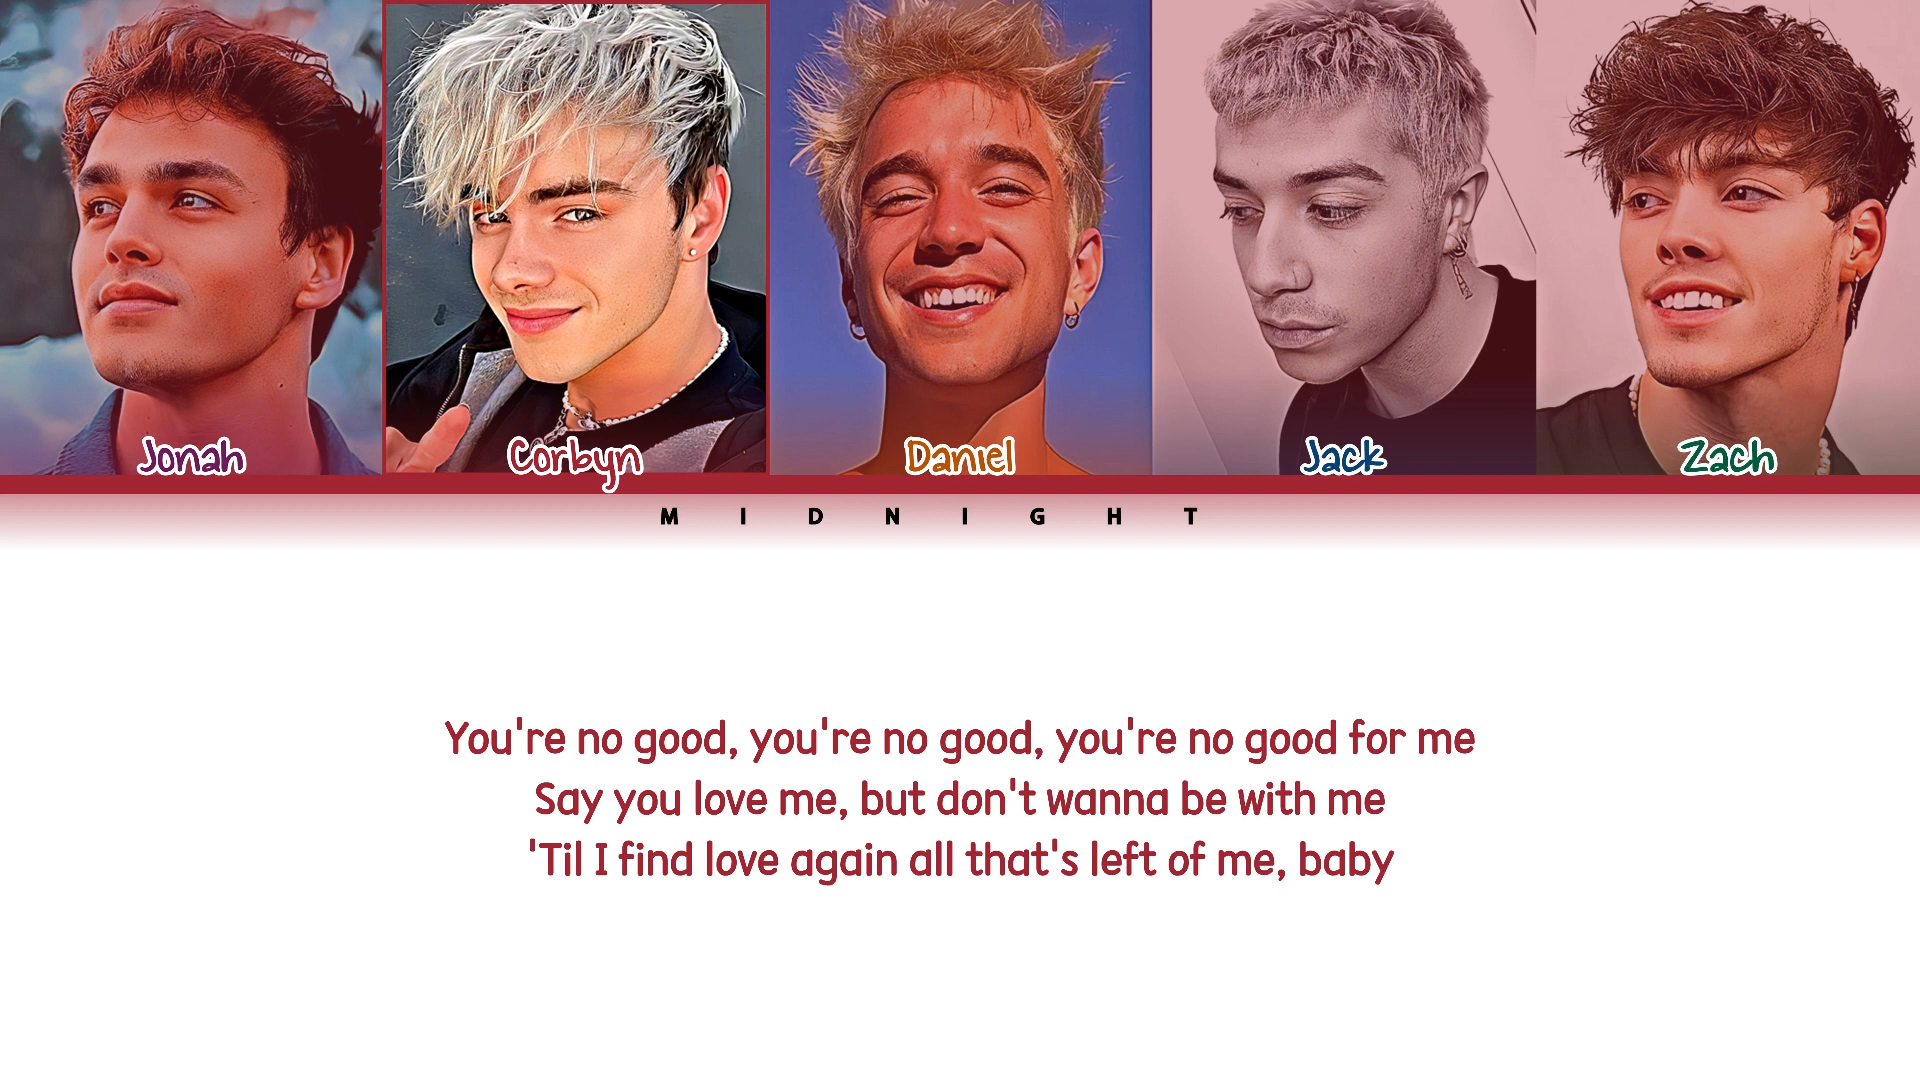 Jonah Corbyn Daniel Jack Zach
MIDNIGHT
You're no good, you're no good, you're no good for me
Say you love me, but don't wanna be with me
'Til I find love again all that's left of me, baby